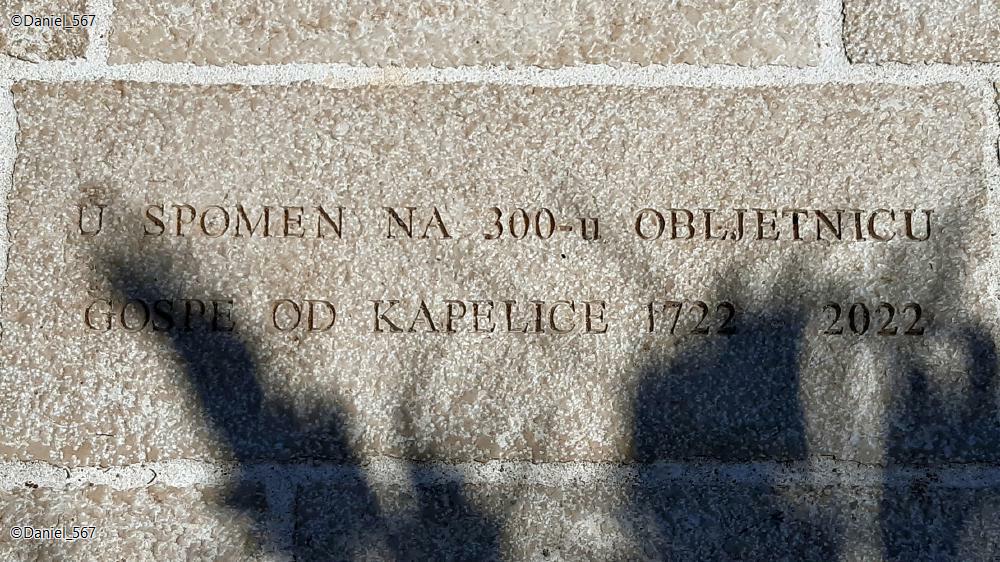 ©Daniel_567
U SPOMEN NA 300-u OBLJETNICU
GOSPE OD KAPELICE 1722 - 2022
©Daniel_567